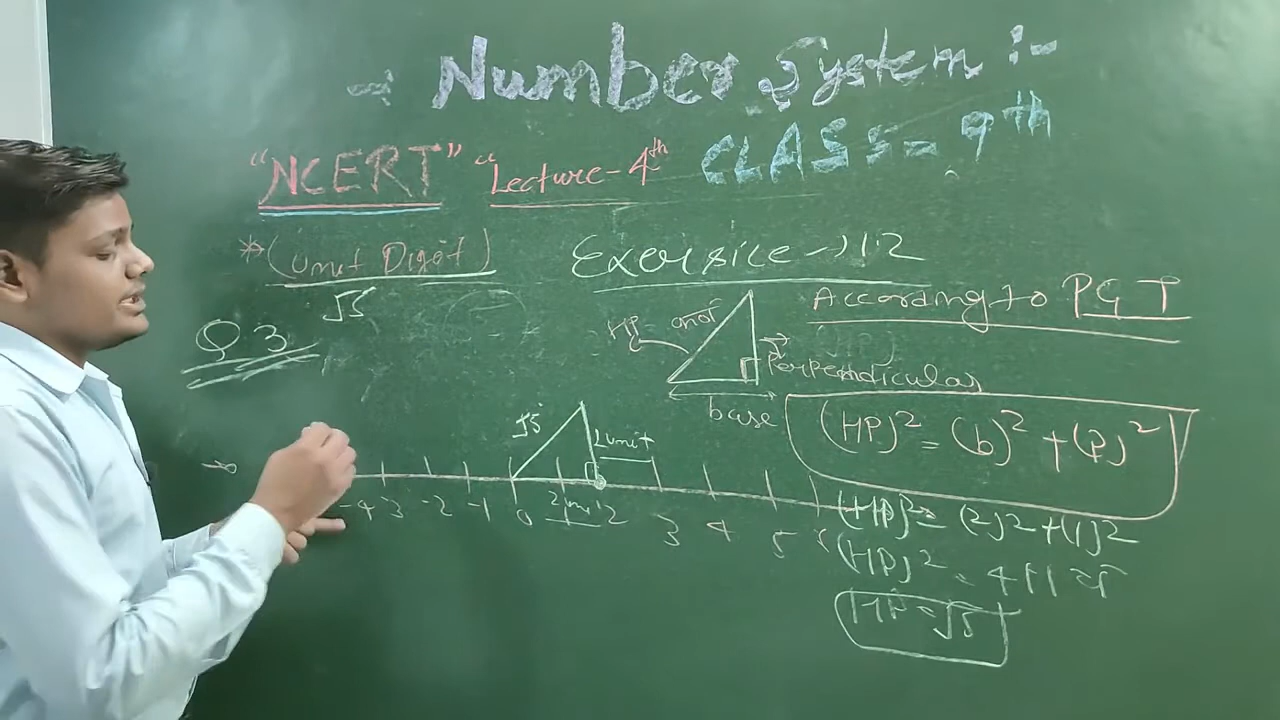 Number System :-
"NCERT" "Lecture-4th CLASS = 9th
*(Unit Digit)
Exersice → 1.2
√5
Q 3.
According to PGT
HP
Perpendicular
base
(HP)² = (b)² + (P)²
√5
1unit
-∞
-4 -3 -2 -1 0 2unit 2 3 4 5
(HP)² = (2)² + (1)²
(HP)² = 4+1
HP = √5